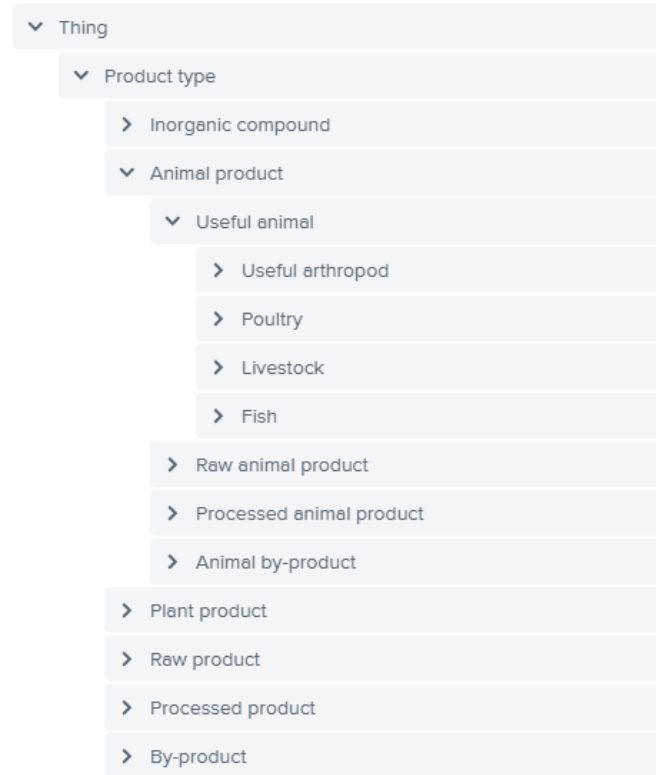 Thing
Product type
Inorganic compound
Animal product
Useful animal
Useful arthropod
Poultry
Livestock
Fish
Raw animal product
Processed animal product
Animal by-product
Plant product
Raw product
Processed product
By-product